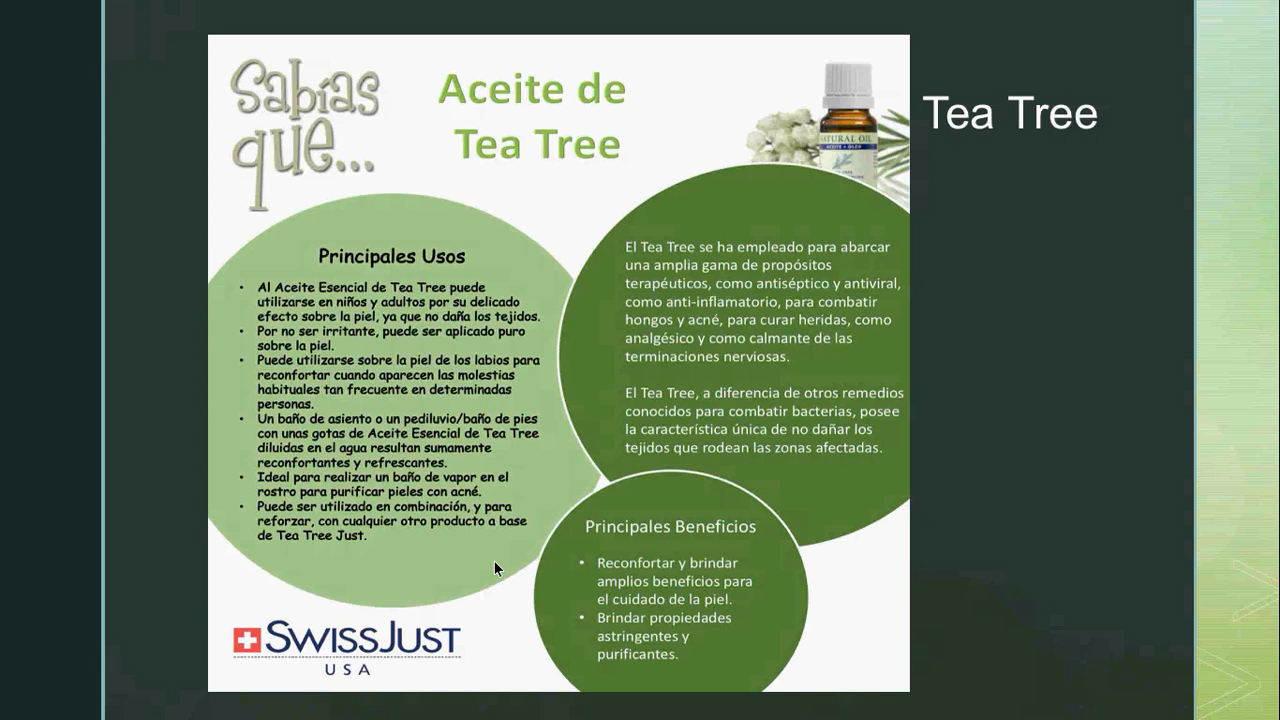 Sabías
que...
Aceite de
Tea Tree
NATURAL OIL
ACEITE • OLEO
Tea Tree
Principales Usos
• Al Aceite Esencial de Tea Tree puede
utilizarse en niños y adultos por su delicado
efecto sobre la piel, ya que no daña los tejidos.
• Por no ser irritante, puede ser aplicado puro
sobre la piel.
• Puede utilizarse sobre la piel de los labios para
reconfortar cuando aparecen las molestias
habituales tan frecuente en determinadas
personas.
• Un baño de asiento o un pediluvio/baño de pies
con unas gotas de Aceite Esencial de Tea Tree
diluidas en el agua resultan sumamente
reconfortantes y refrescantes.
• Ideal para realizar un baño de vapor en el
rostro para purificar pieles con acné.
• Puede ser utilizado en combinación, y para
reforzar, con cualquier otro producto a base
de Tea Tree Just.
El Tea Tree se ha empleado para abarcar
una amplia gama de propósitos
terapéuticos, como antiséptico y antiviral,
como anti-inflamatorio, para combatir
hongos y acné, para curar heridas, como
analgésico y como calmante de las
terminaciones nerviosas.
El Tea Tree, a diferencia de otros remedios
conocidos para combatir bacterias, posee
la característica única de no dañar los
tejidos que rodean las zonas afectadas.
Principales Beneficios
• Reconfortar y brindar
amplios beneficios para
el cuidado de la piel.
• Brindar propiedades
astringentes y
purificantes.
SWISSJUST
USA